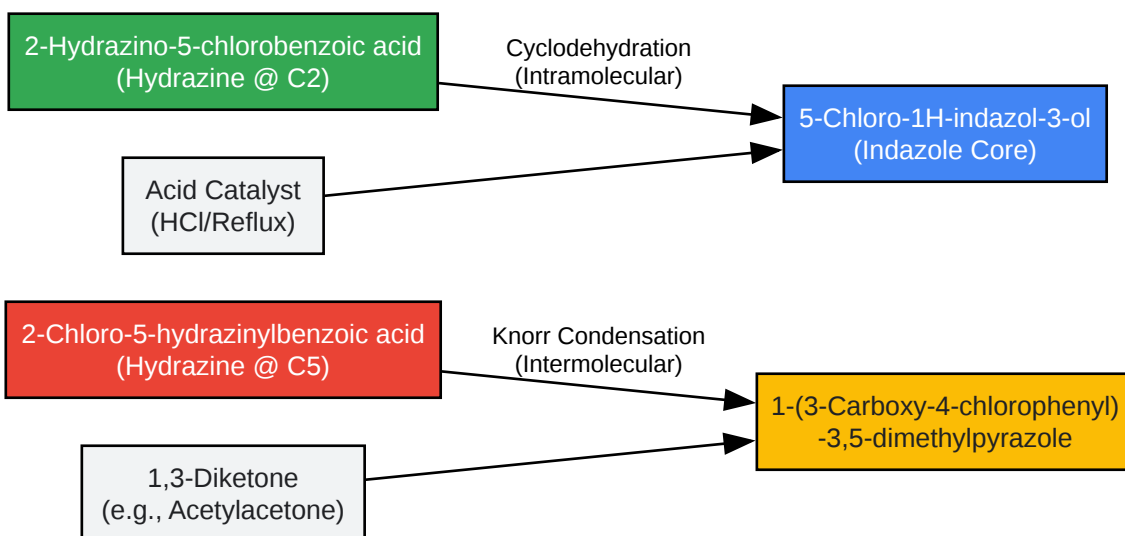 2-Hydrazino-5-chlorobenzoic acid
(Hydrazine @ C2)
Cyclodehydration
(Intramolecular)
5-Chloro-1H-indazol-3-ol
(Indazole Core)
Acid Catalyst
(HCl/Reflux)
2-Chloro-5-hydrazinylbenzoic acid
(Hydrazine @ C5)
Knorr Condensation
(Intermolecular)
1-(3-Carboxy-4-chlorophenyl)
-3,5-dimethylpyrazole
1,3-Diketone
(e.g., Acetylacetone)